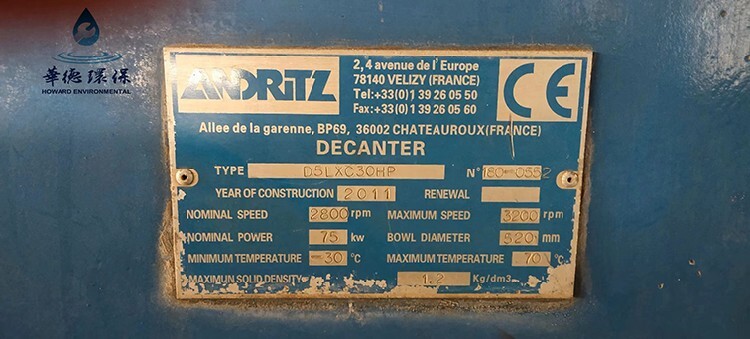 華德環保
HOWARD ENVIRONMENTAL
ANDRITZ
2, 4 avenue de l' Europe
78140 VELIZY (FRANCE)
Tel:+33(0)1 39 26 05 50
Fax:+33(0)1 39 26 05 60
CE
Allee de la garenne, BP69, 36002 CHATEAUROUX(FRANCE)
DECANTER
TYPE D5LXC30HP N° 180-0552
YEAR OF CONSTRUCTION 2011 RENEWAL
NOMINAL SPEED 2800 rpm MAXIMUM SPEED 3200 rpm
NOMINAL POWER 75 kw BOWL DIAMETER 520 mm
MINIMUM TEMPERATURE -30 °C MAXIMUM TEMPERATURE 70 °C
MAXIMUN SOLID DENSITY 1.2 Kg/dm3